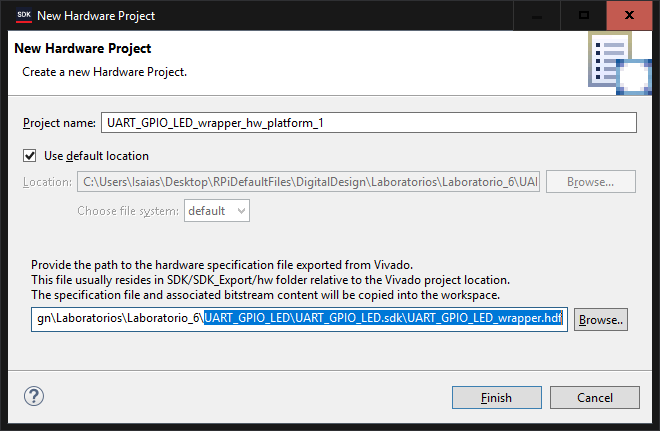 SDK New Hardware Project
New Hardware Project
Create a new Hardware Project.
Project name: UART_GPIO_LED_wrapper_hw_platform_1
Use default location
Location: C:\Users\Isaias\Desktop\RPiDefaultFiles\DigitalDesign\Laboratorios\Laboratorio_6\UAI Browse...
Choose file system: default
Provide the path to the hardware specification file exported from Vivado.
This file usually resides in SDK/SDK_Export/hw folder relative to the Vivado project location.
The specification file and associated bitstream content will be copied into the workspace.
gn\Laboratorios\Laboratorio_6\UART_GPIO_LED\UART_GPIO_LED.sdk\UART_GPIO_LED_wrapper.hdf Browse..
? Finish Cancel